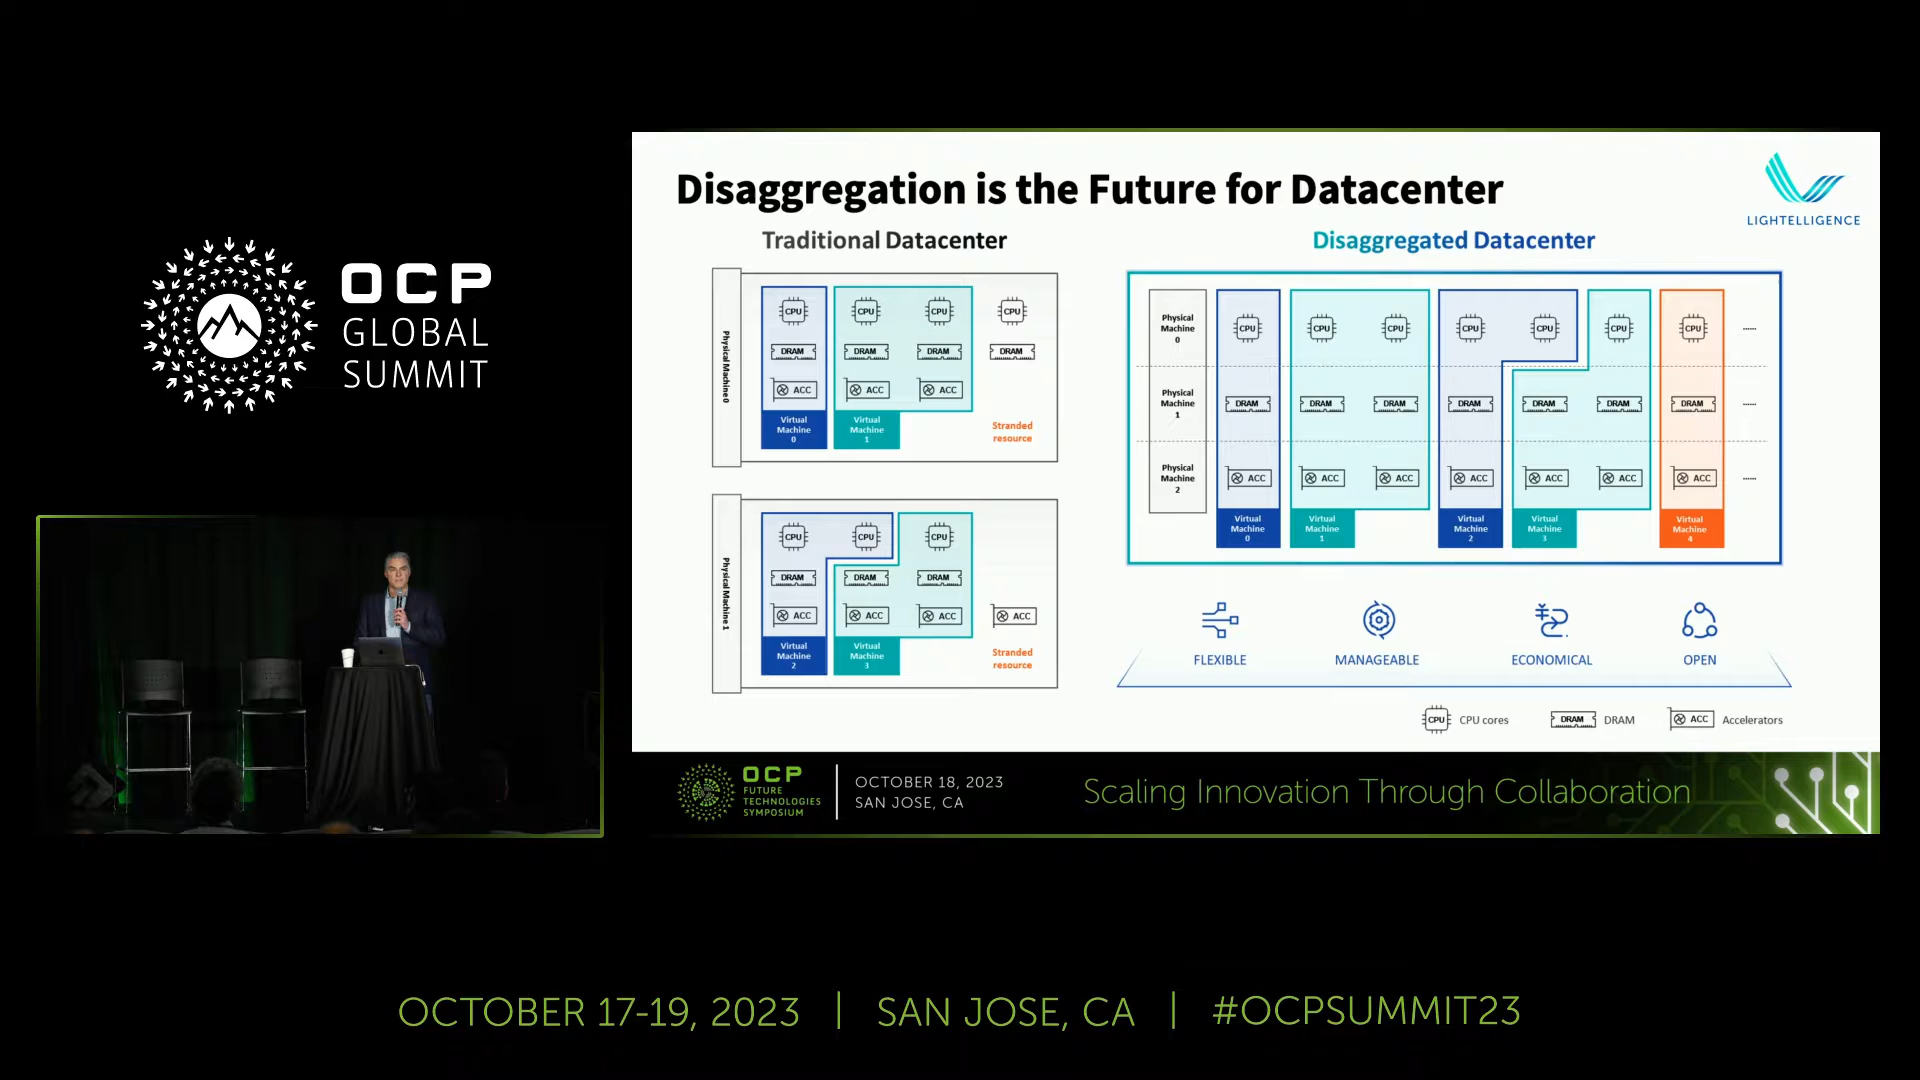 OCP
GLOBAL
SUMMIT
Disaggregation is the Future for Datacenter
LIGHTELLIGENCE
Traditional Datacenter
Physical Machine 0
CPU
CPU
CPU
CPU
DRAM
DRAM
DRAM
DRAM
ACC
ACC
ACC
Virtual
Machine
0
Virtual
Machine
1
Stranded
resource
Physical Machine 1
CPU
CPU
CPU
DRAM
DRAM
DRAM
ACC
ACC
ACC
ACC
Virtual
Machine
2
Virtual
Machine
3
Stranded
resource
Disaggregated Datacenter
Physical
Machine
0
CPU
CPU
CPU
CPU
CPU
CPU
CPU
......
Physical
Machine
1
DRAM
DRAM
DRAM
DRAM
DRAM
DRAM
DRAM
......
Physical
Machine
2
ACC
ACC
ACC
ACC
ACC
ACC
ACC
......
Virtual
Machine
0
Virtual
Machine
1
Virtual
Machine
2
Virtual
Machine
3
Virtual
Machine
4
FLEXIBLE
MANAGEABLE
ECONOMICAL
OPEN
CPU CPU cores
DRAM DRAM
ACC Accelerators
OCP
FUTURE
TECHNOLOGIES
SYMPOSIUM
OCTOBER 18, 2023
SAN JOSE, CA
Scaling Innovation Through Collaboration
OCTOBER 17-19, 2023 | SAN JOSE, CA | #OCPSUMMIT23